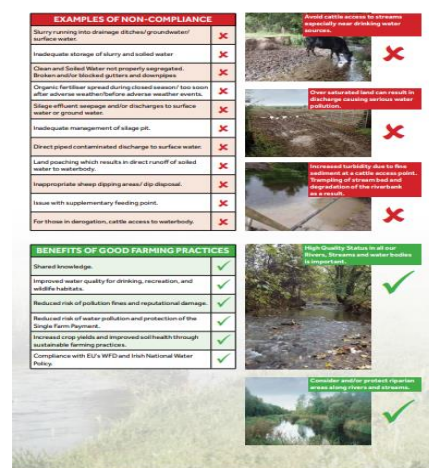 EXAMPLES OF NON-COMPLIANCE
Slurry running into drainage ditches/groundwater/
surface water.
Inadequate storage of slurry and soiled water
Clean and Soiled Water not properly segregated.
Broken and/or blocked gutters and downpipes
Organic fertiliser spread during closed season/ too soon
after adverse weather/before adverse weather events.
Silage effluent seepage and/or discharges to surface
water or ground water.
Inadequate management of silage pit.
Direct piped contaminated discharge to surface water.
Land poaching which results in direct runoff of soiled
water to waterbody.
Inappropriate sheep dipping areas/ dip disposal.
Issue with supplementary feeding point.
For those in derogation, cattle access to waterbody.
Avoid cattle access to streams
especially near drinking water
sources.
Over saturated land can result in
discharge causing serious water
pollution.
Increased turbidity due to fine
sediment at a cattle access point.
Trampling of stream bed and
degradation of the riverbank
as a result.
BENEFITS OF GOOD FARMING PRACTICES
Shared knowledge.
Improved water quality for drinking, recreation, and
wildlife habitats.
Reduced risk of pollution fines and reputational damage.
Reduced risk of water pollution and protection of the
Single Farm Payment.
Increased crop yields and improved soil health through
sustainable farming practices.
Compliance with EU's WFD and Irish National Water
Policy.
High Quality Status in all our
Rivers, Streams and water bodies
is important.
Consider and/or protect riparian
areas along rivers and streams.